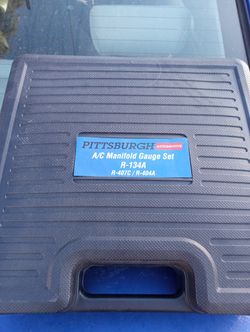 PITTSBURGH AUTOMOTIVE
A/C Manifold Gauge Set
R-134A
R-407C / R-404A